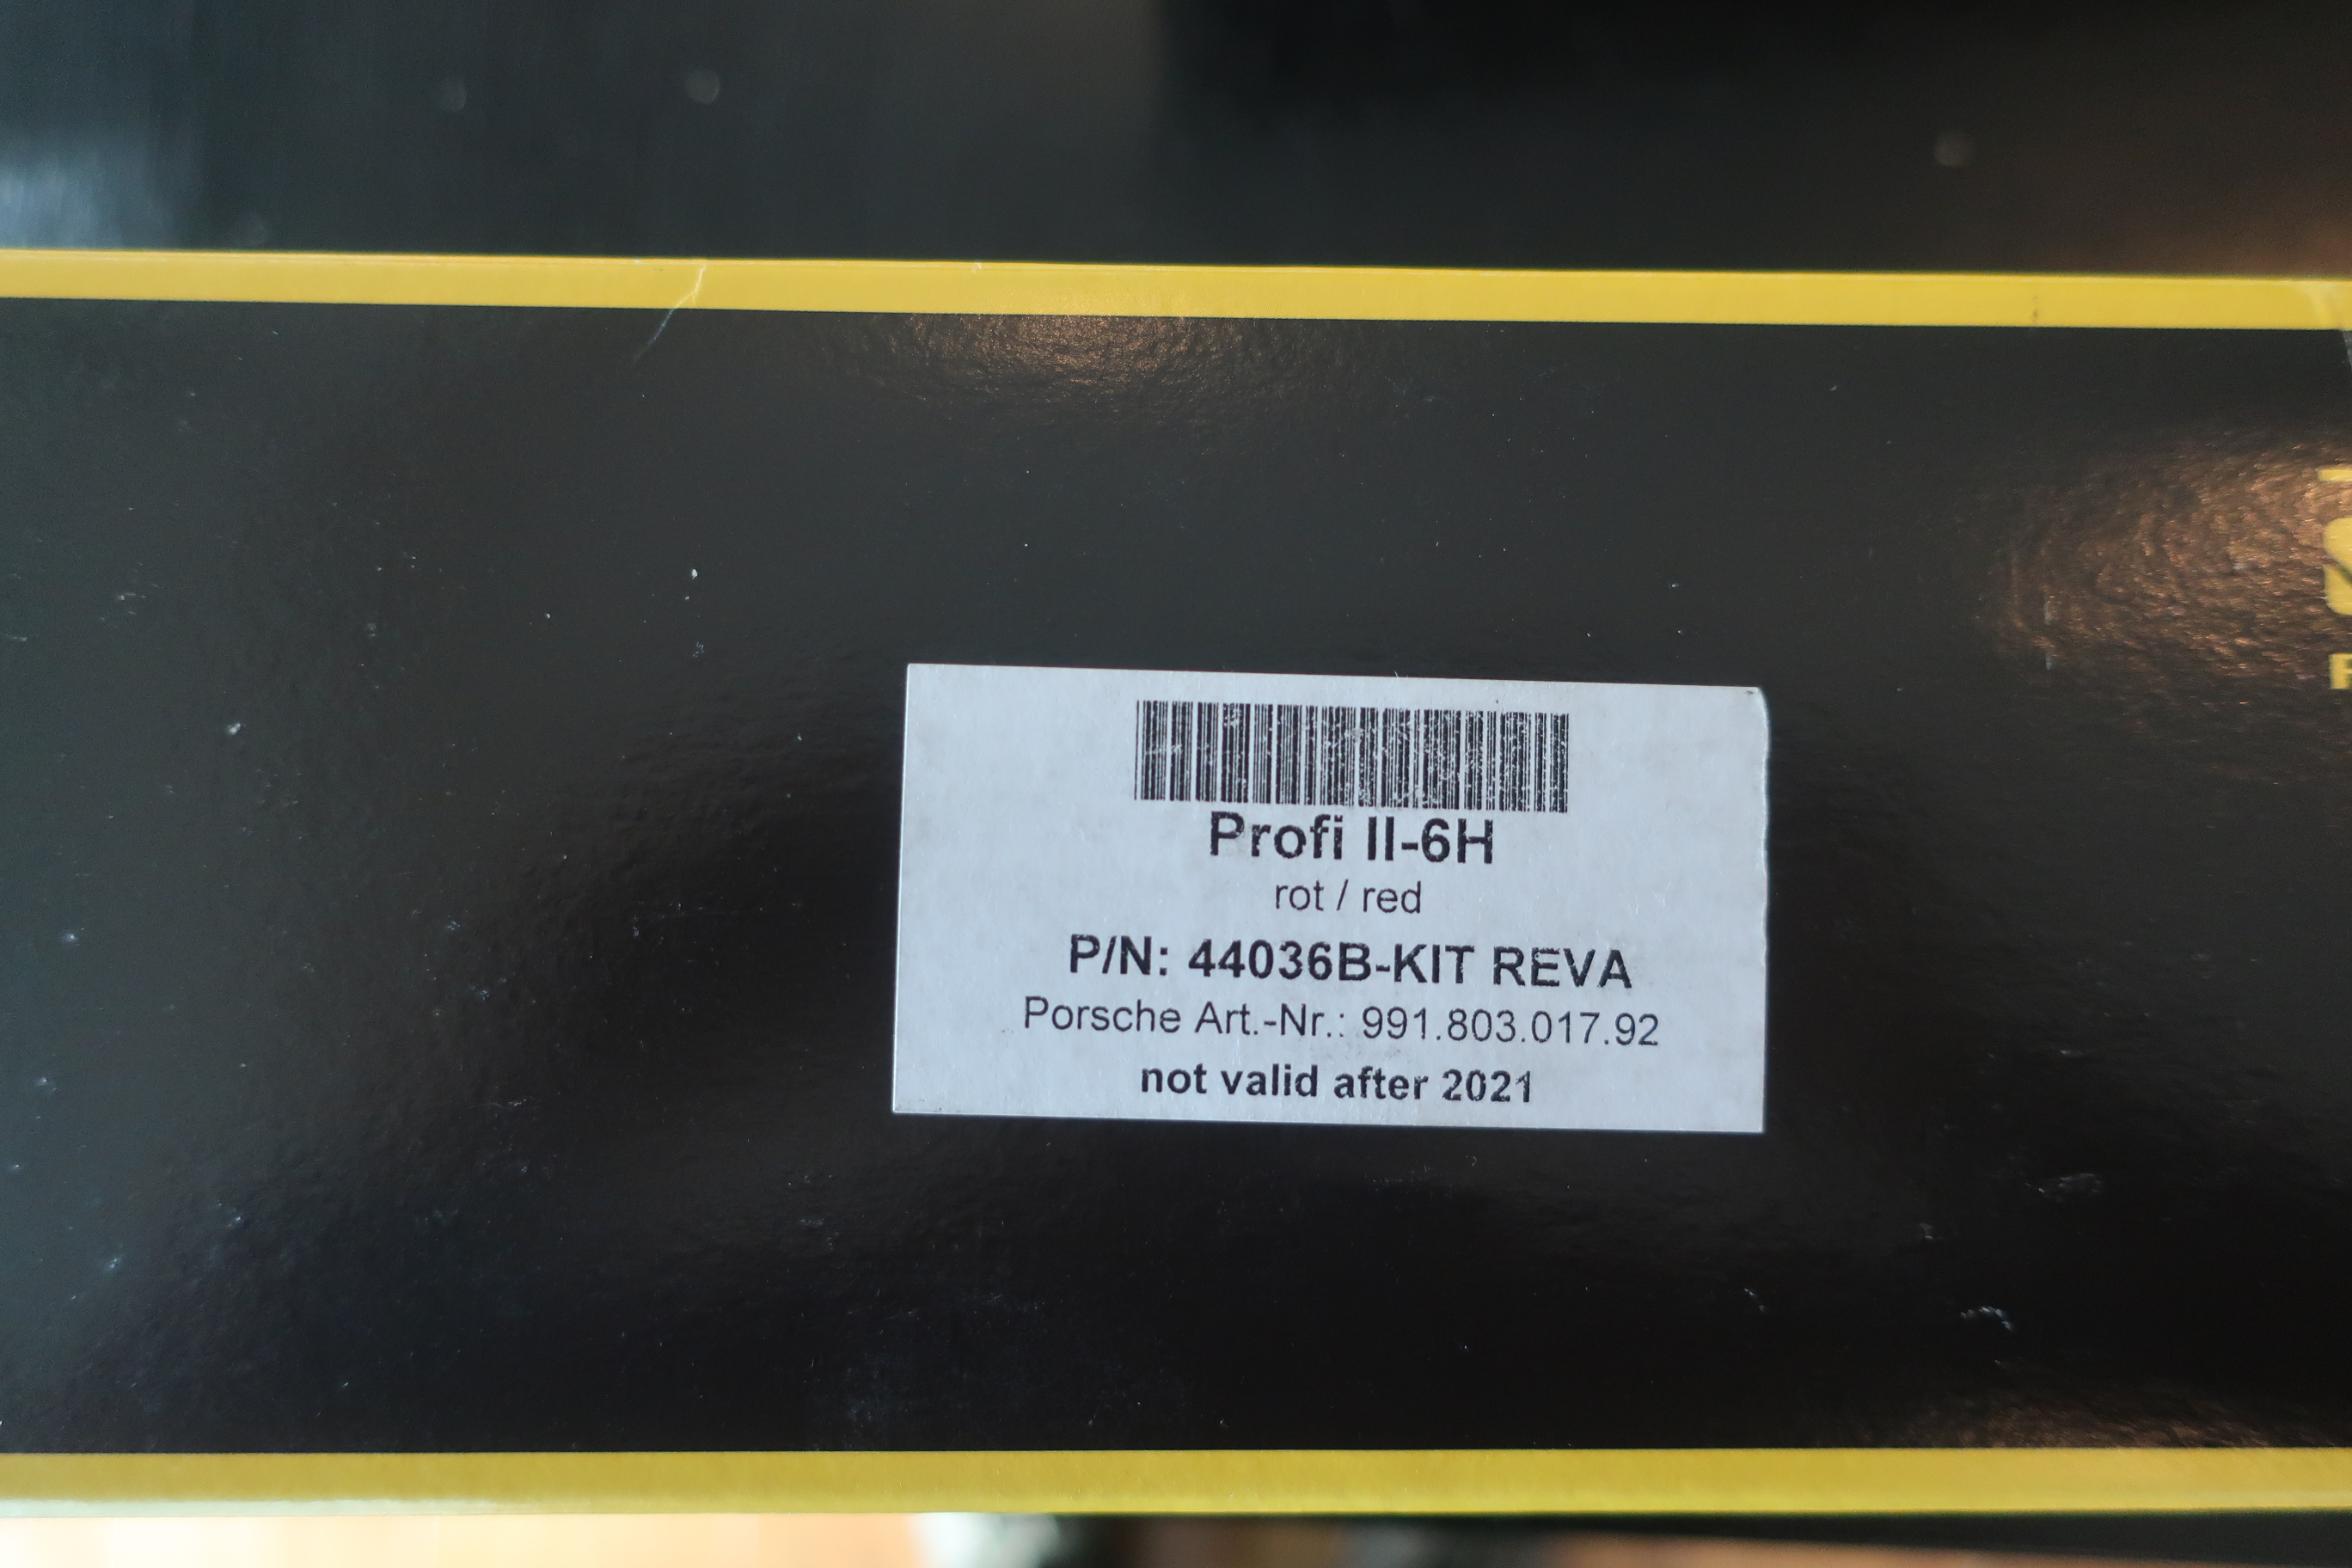 Profi II-6H
rot / red
P/N: 44036B-KIT REVA
Porsche Art.-Nr.: 991.803.017.92
not valid after 2021